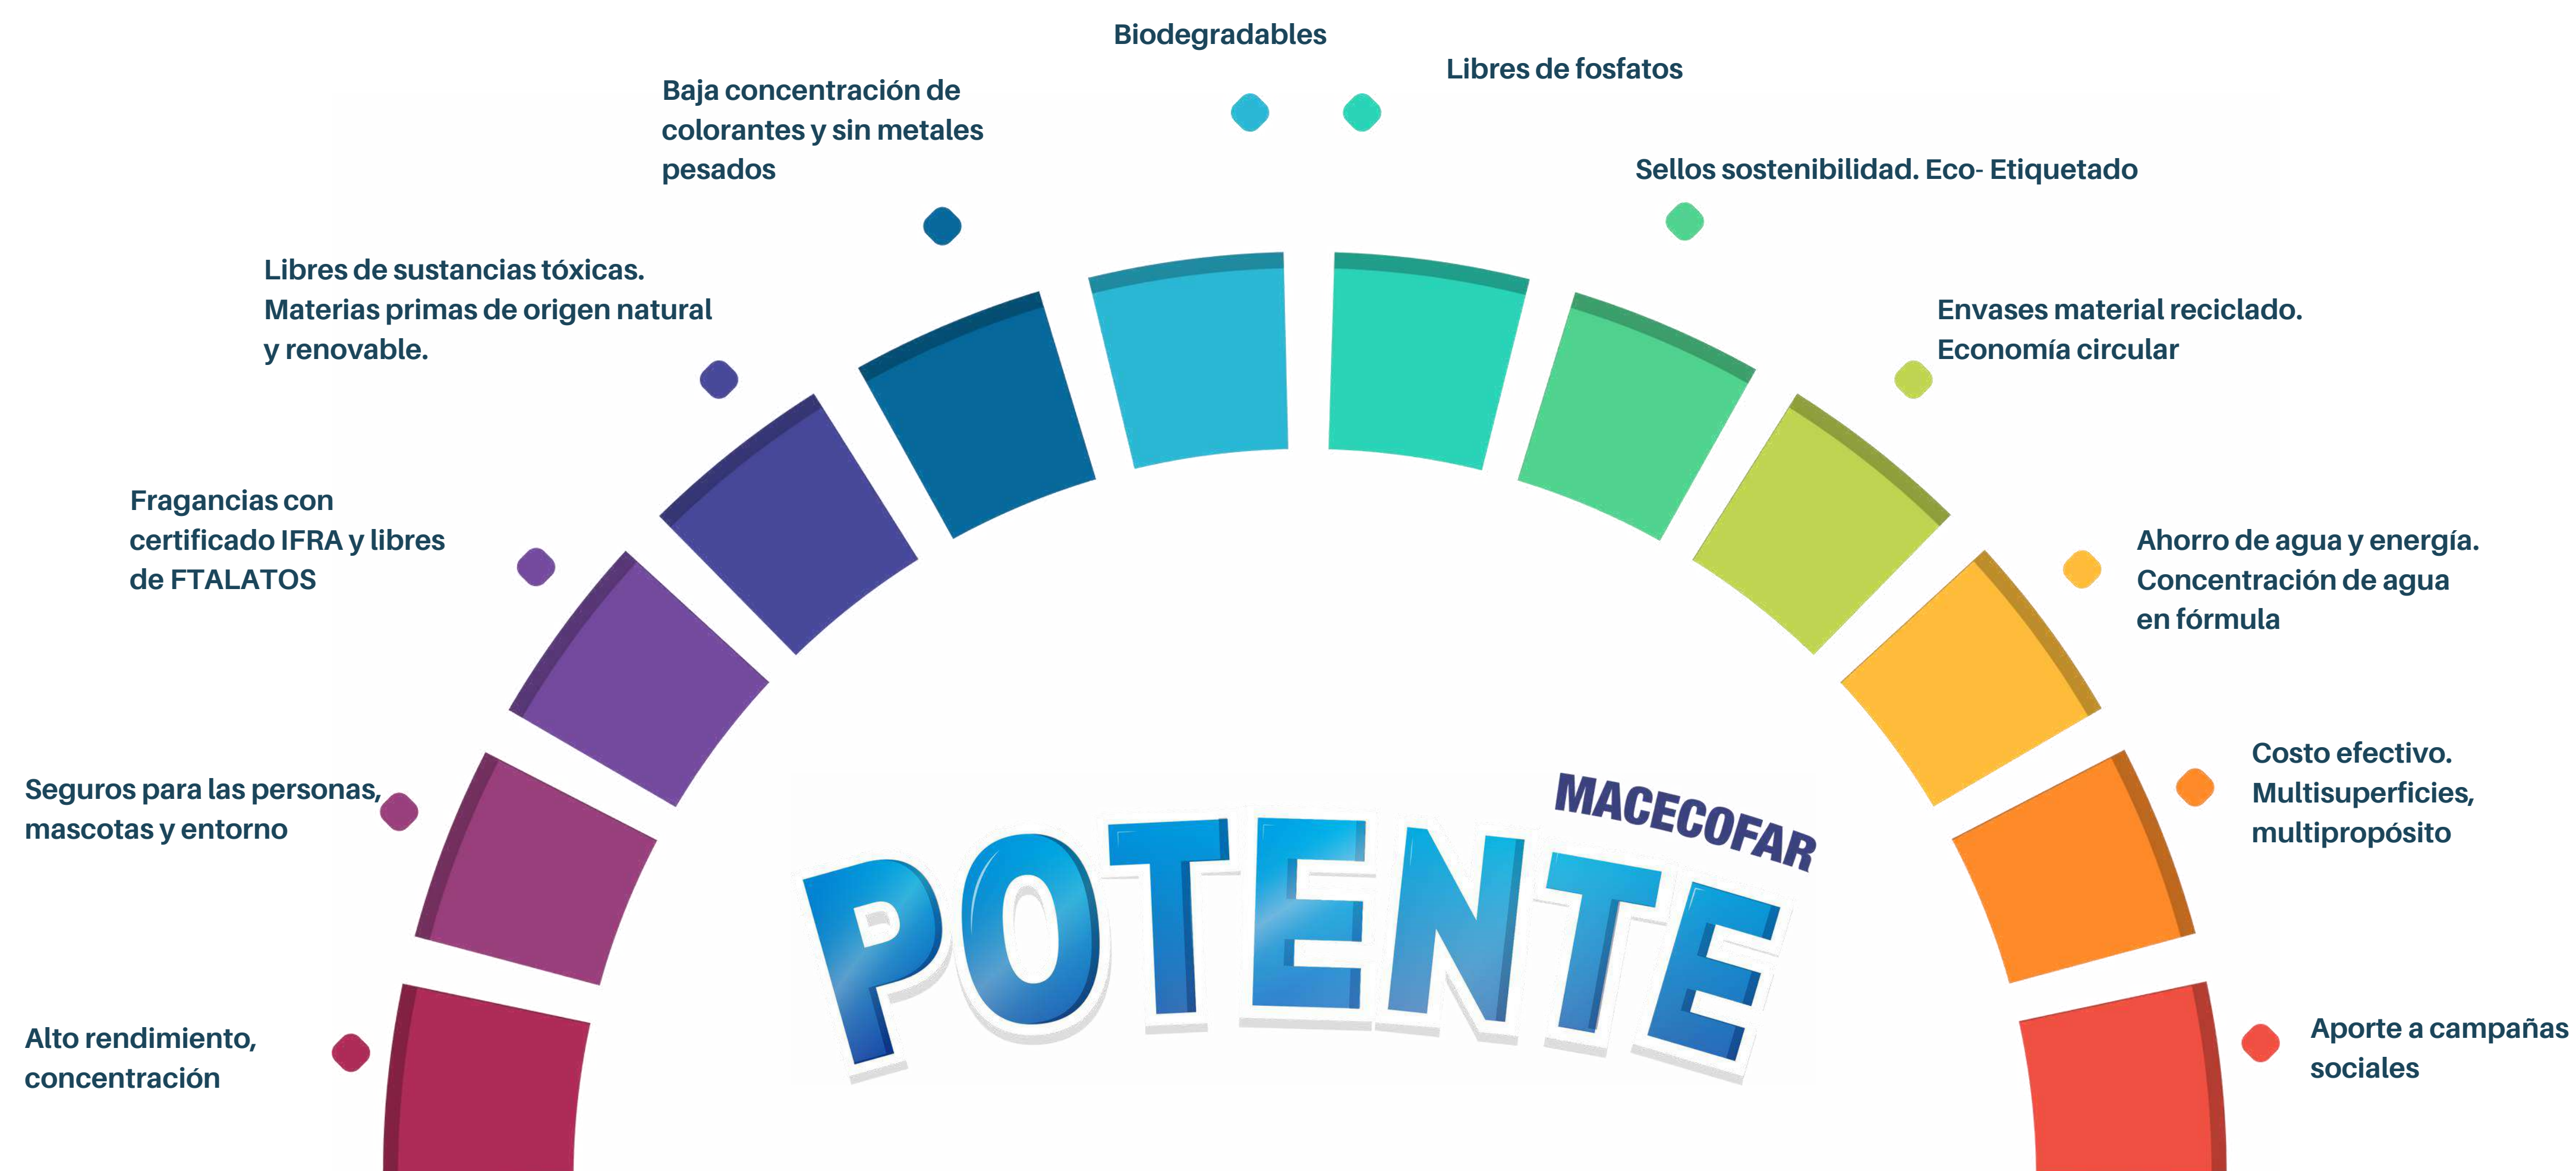 Biodegradables
Libres de fosfatos
Baja concentración de
colorantes y sin metales
pesados
Sellos sostenibilidad. Eco- Etiquetado
Libres de sustancias tóxicas.
Materias primas de origen natural
y renovable.
Envases material reciclado.
Economía circular
Fragancias con
certificado IFRA y libres
de FTALATOS
Ahorro de agua y energía.
Concentración de agua
en fórmula
Seguros para las personas,
mascotas y entorno
Costo efectivo.
Multisuperficies,
multipropósito
MACECOFAR
POTENTE
Alto rendimiento,
concentración
Aporte a campañas
sociales